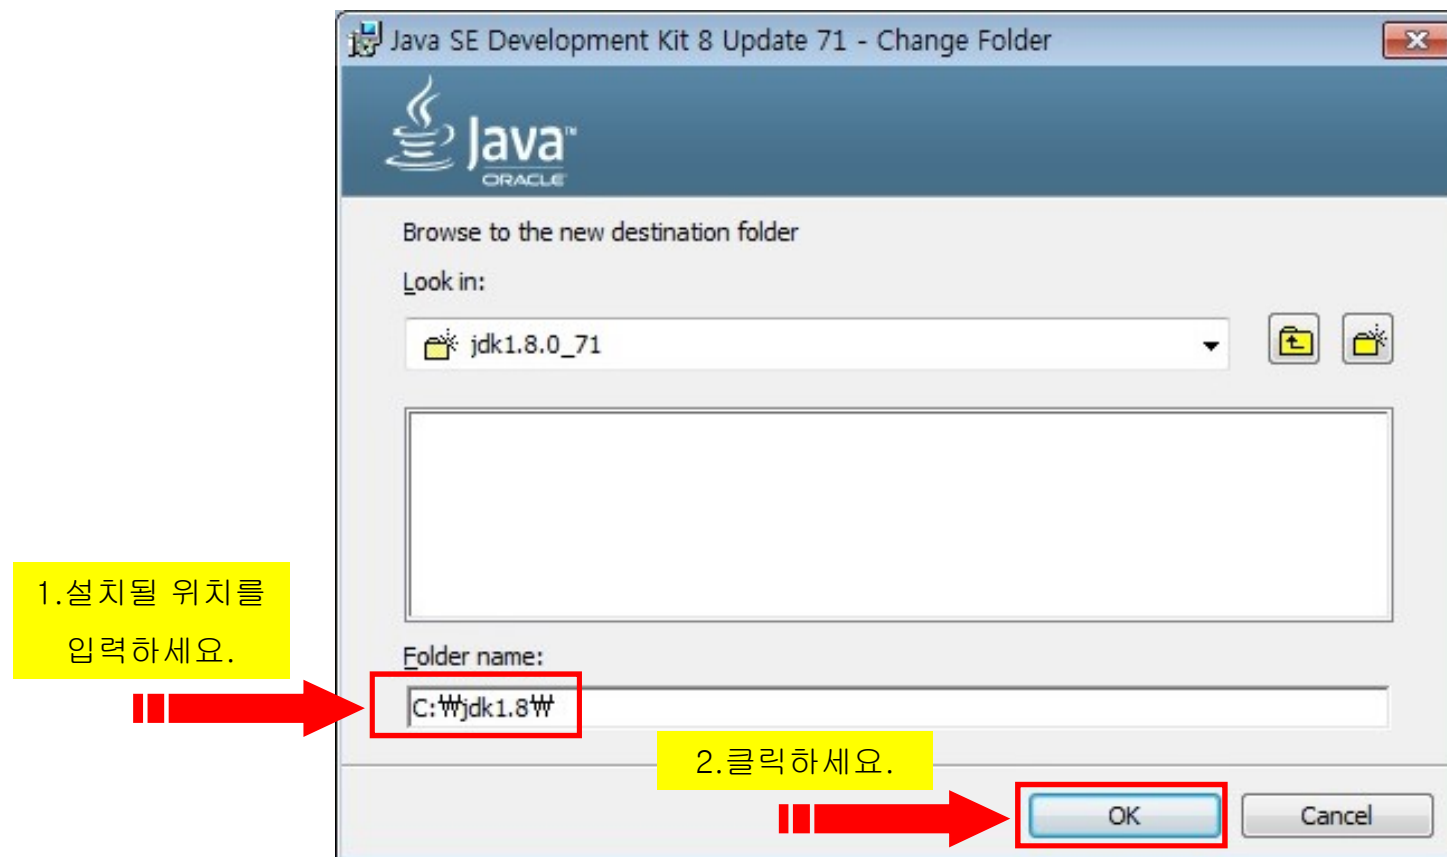 Java SE Development Kit 8 Update 71 - Change Folder
Java™
ORACLE
Browse to the new destination folder
Look in:
jdk1.8.0_71
1.설치될 위치를
입력하세요.
Folder name:
C:₩jdk1.8₩
2.클릭하세요.
OK
Cancel